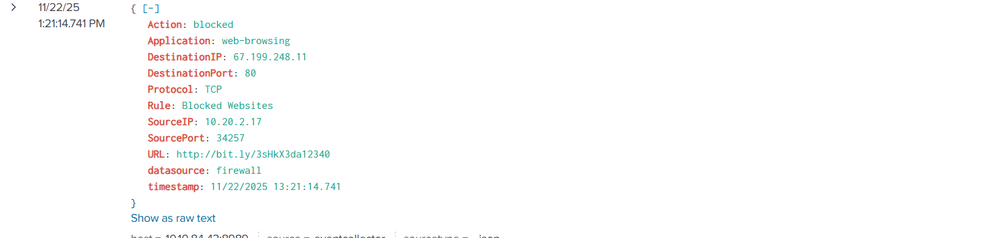 11/22/25
1:21:14.741 PM
{ [-]
Action: blocked
Application: web-browsing
DestinationIP: 67.199.248.11
DestinationPort: 80
Protocol: TCP
Rule: Blocked Websites
SourceIP: 10.20.2.17
SourcePort: 34257
URL: http://bit.ly/3sHkX3da12340
datasource: firewall
timestamp: 11/22/2025 13:21:14.741
}
Show as raw text
host = source = eventcollector sourcetype = _json